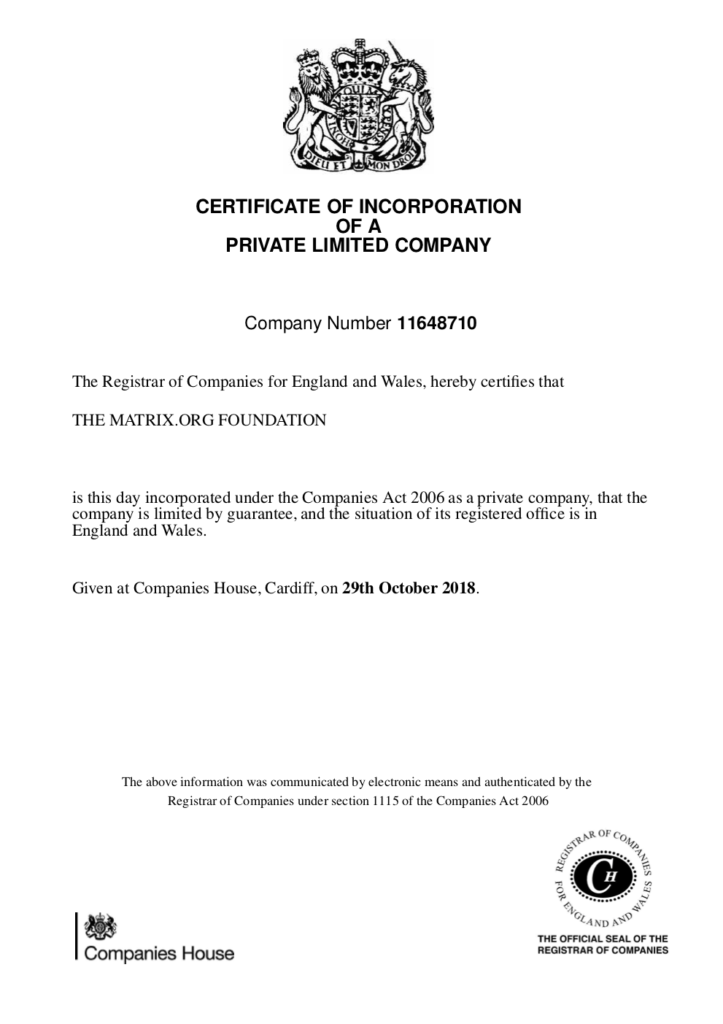 DIEU ET MON DROIT
CERTIFICATE OF INCORPORATION
OF A
PRIVATE LIMITED COMPANY
Company Number 11648710
The Registrar of Companies for England and Wales, hereby certifies that
THE MATRIX.ORG FOUNDATION
is this day incorporated under the Companies Act 2006 as a private company, that the
company is limited by guarantee, and the situation of its registered office is in
England and Wales.
Given at Companies House, Cardiff, on 29th October 2018.
The above information was communicated by electronic means and authenticated by the
Registrar of Companies under section 1115 of the Companies Act 2006
REGISTRAR OF COMPANIES
FOR ENGLAND AND WALES
CH
THE OFFICIAL SEAL OF THE
REGISTRAR OF COMPANIES
Companies House